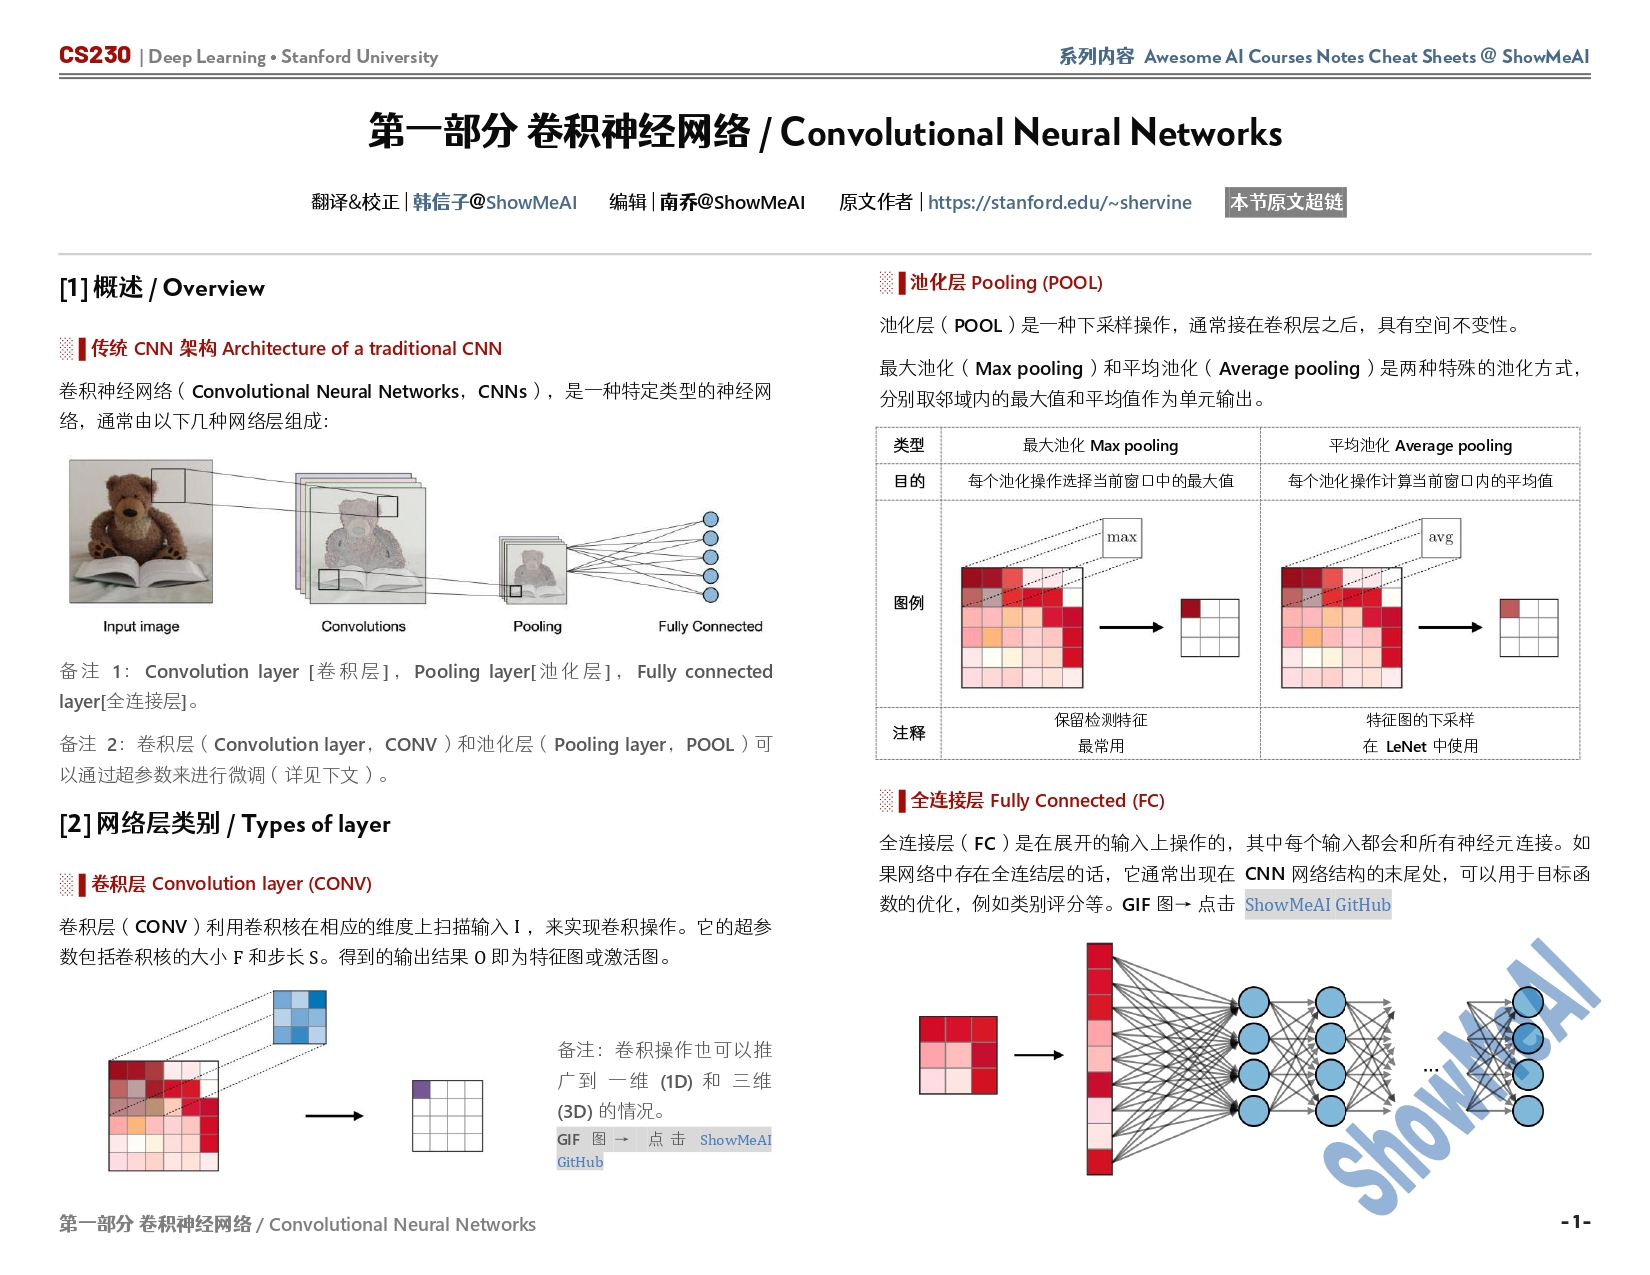 CS230 | Deep Learning • Stanford University
系列内容 Awesome AI Courses Notes Cheat Sheets @ ShowMeAI
第一部分 卷积神经网络 / Convolutional Neural Networks
翻译&校正 | 韩信子@ShowMeAI 编辑 | 南乔@ShowMeAI 原文作者 | https://stanford.edu/~shervine 本节原文超链
[1] 概述 / Overview
传统 CNN 架构 Architecture of a traditional CNN
卷积神经网络（Convolutional Neural Networks，CNNs），是一种特定类型的神经网
络，通常由以下几种网络层组成：
Input image Convolutions Pooling Fully Connected
备注 1：Convolution layer [卷积层]，Pooling layer[池化层]，Fully connected
layer[全连接层]。
备注 2：卷积层（Convolution layer，CONV）和池化层（Pooling layer，POOL）可
以通过超参数来进行微调（详见下文）。
[2] 网络层类别 / Types of layer
卷积层 Convolution layer (CONV)
卷积层（CONV）利用卷积核在相应的维度上扫描输入 I ，来实现卷积操作。它的超参
数包括卷积核的大小 F 和步长 S。得到的输出结果 O 即为特征图或激活图。
备注：卷积操作也可以推
广到 一维 (1D) 和 三维
(3D) 的情况。
GIF 图→ 点击 ShowMeAI
GitHub
池化层 Pooling (POOL)
池化层（POOL）是一种下采样操作，通常接在卷积层之后，具有空间不变性。
最大池化（Max pooling）和平均池化（Average pooling）是两种特殊的池化方式，
分别取邻域内的最大值和平均值作为单元输出。
类型 最大池化 Max pooling 平均池化 Average pooling
目的 每个池化操作选择当前窗口中的最大值 每个池化操作计算当前窗口内的平均值
图例 max avg
注释 保留检测特征 特征图的下采样
最常用 在 LeNet 中使用
全连接层 Fully Connected (FC)
全连接层（FC）是在展开的输入上操作的，其中每个输入都会和所有神经元连接。如
果网络中存在全连结层的话，它通常出现在 CNN 网络结构的末尾处，可以用于目标函
数的优化，例如类别评分等。GIF 图→ 点击 ShowMeAI GitHub
...
ShowMeAI
第一部分 卷积神经网络 / Convolutional Neural Networks
- 1 -